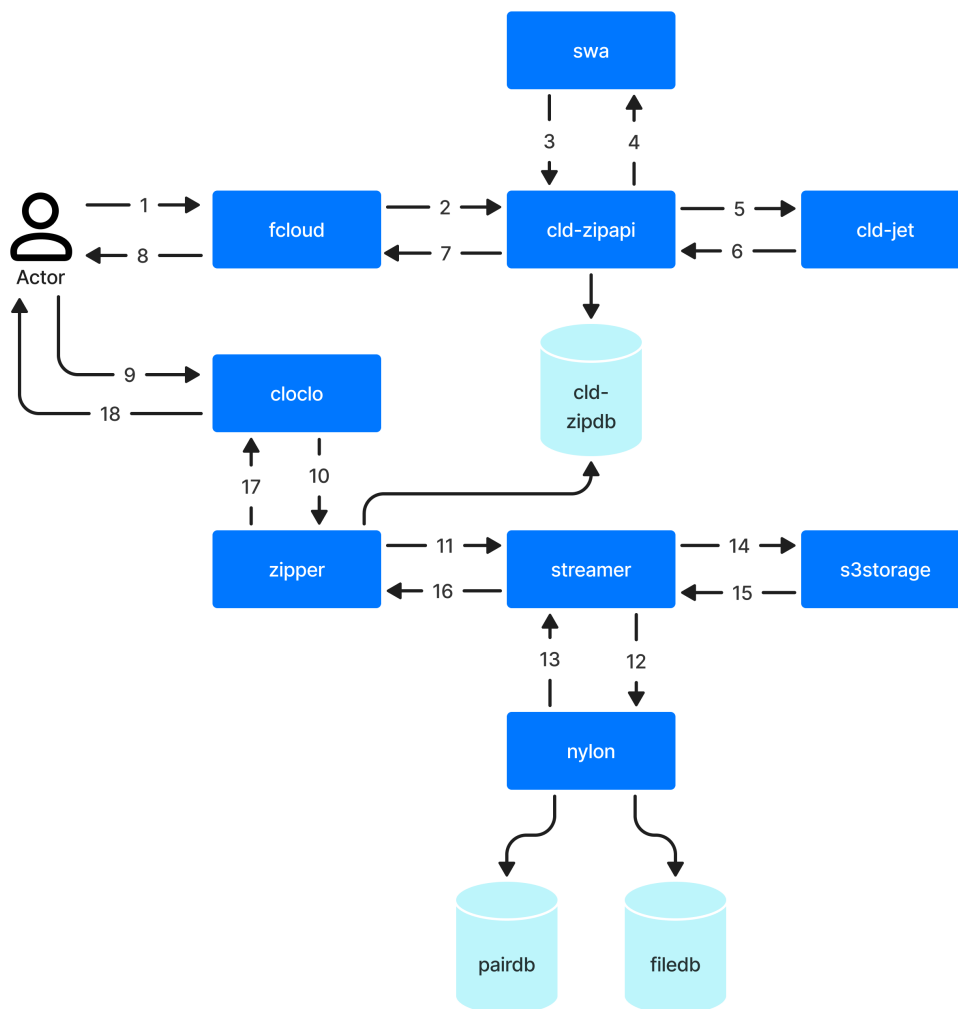 swa
3
4
1
fcloud
2
cld-zipapi
5
cld-jet
8
7
6
Actor
9
cloclo
18
cld-
zipdb
17
10
zipper
11
streamer
14
s3storage
16
15
13
12
nylon
pairdb
filedb